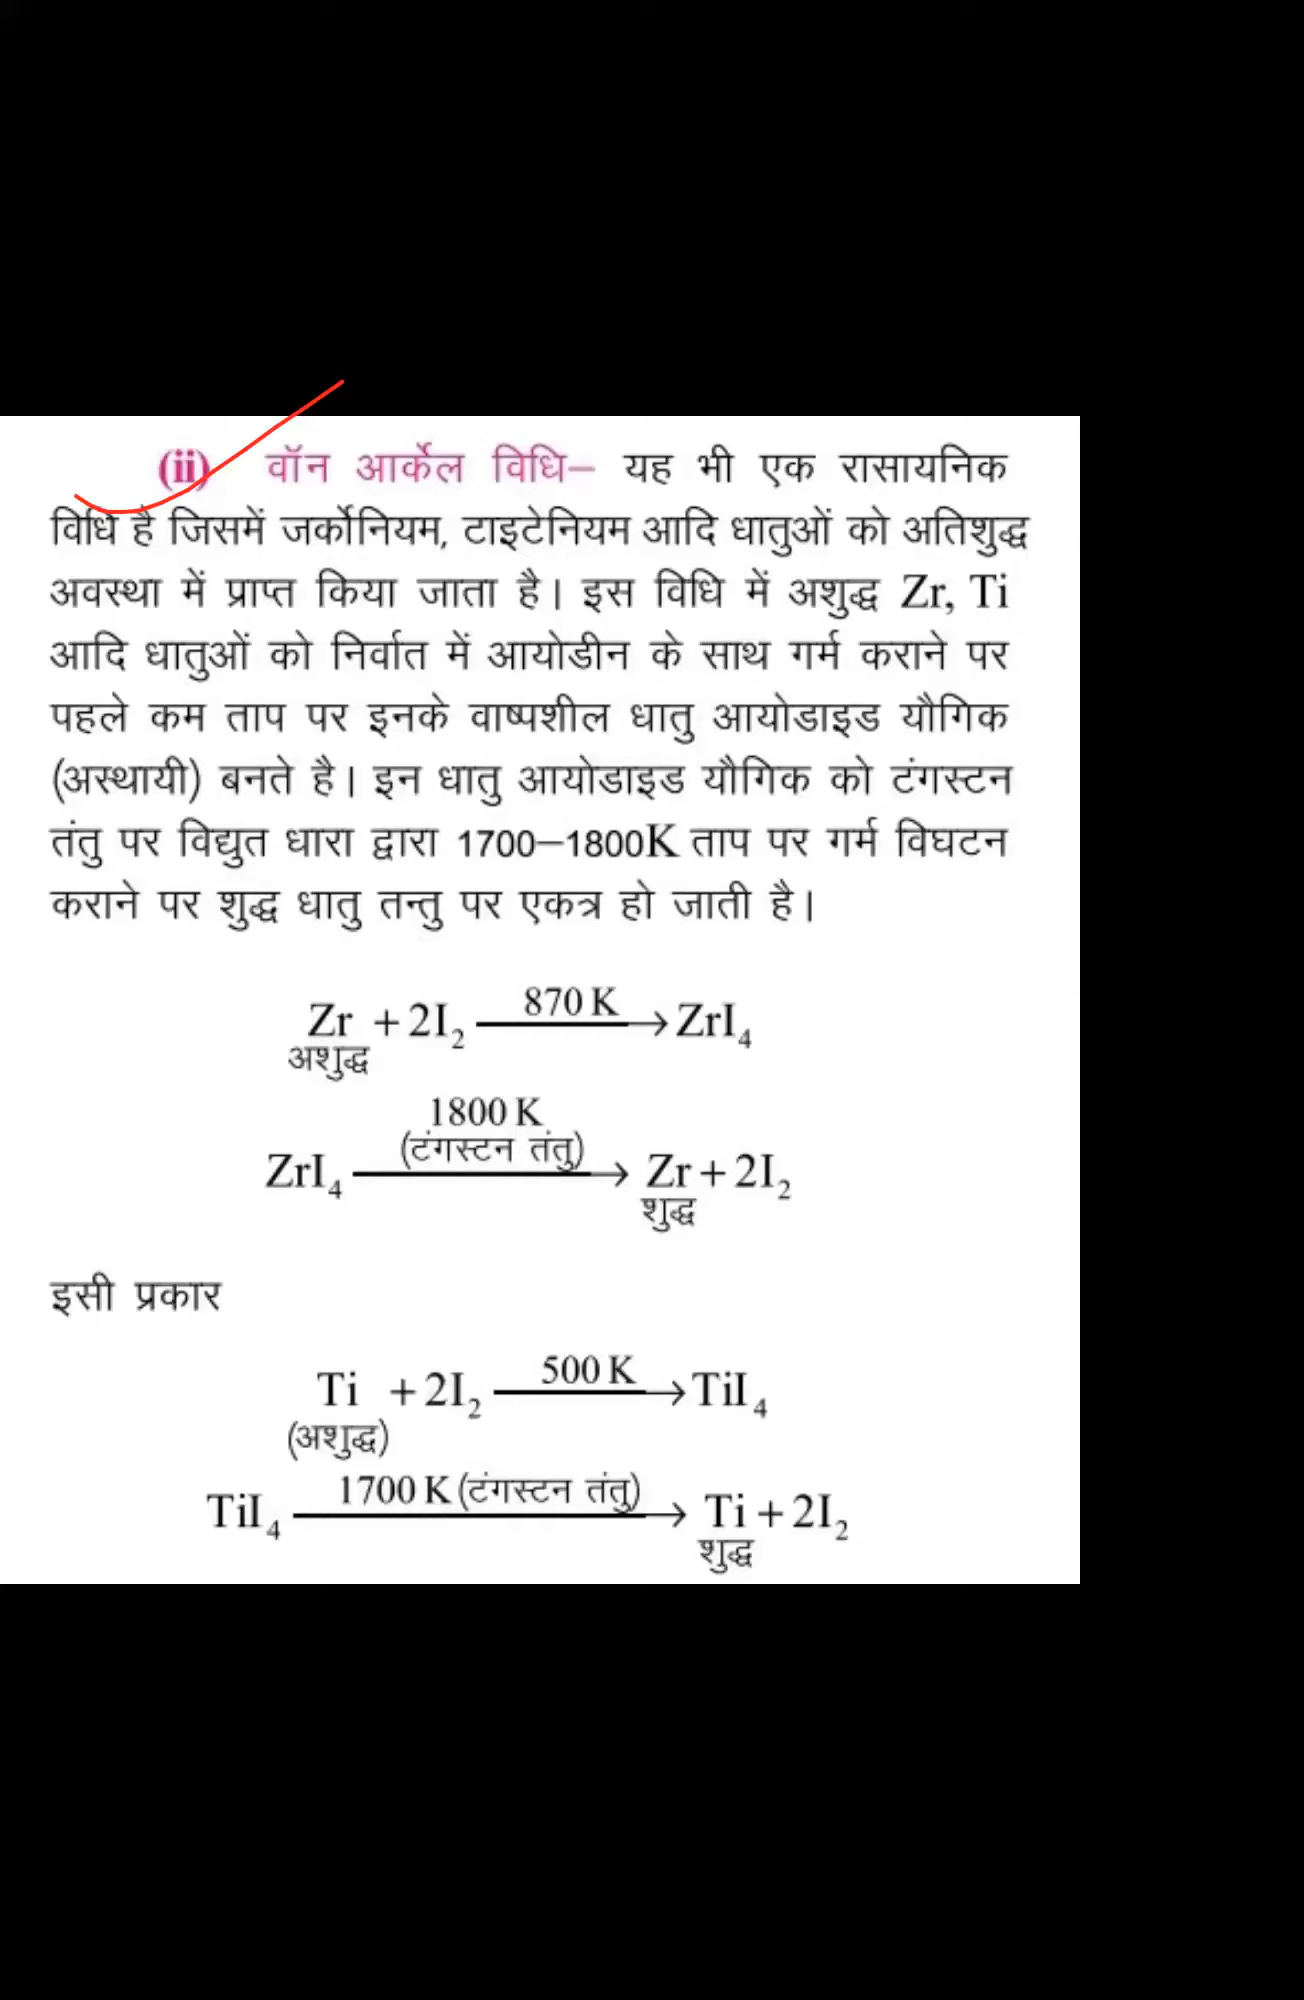 (ii) वॉन आर्केल विधि– यह भी एक रासायनिक
विधि है जिसमें जर्कोनियम, टाइटेनियम आदि धातुओं को अतिशुद्ध
अवस्था में प्राप्त किया जाता है। इस विधि में अशुद्ध Zr, Ti
आदि धातुओं को निर्वात में आयोडीन के साथ गर्म कराने पर
पहले कम ताप पर इनके वाष्पशील धातु आयोडाइड यौगिक
(अस्थायी) बनते है। इन धातु आयोडाइड यौगिक को टंगस्टन
तंतु पर विद्युत धारा द्वारा 1700–1800K ताप पर गर्म विघटन
कराने पर शुद्ध धातु तन्तु पर एकत्र हो जाती है।
870 K
Zr + 2I₂ ⟶ ZrI₄
अशुद्ध
1800 K
(टंगस्टन तंतु)
ZrI₄ ⟶ Zr + 2I₂
शुद्ध
इसी प्रकार
500 K
Ti + 2I₂ ⟶ TiI₄
(अशुद्ध)
1700 K (टंगस्टन तंतु)
TiI₄ ⟶ Ti + 2I₂
शुद्ध